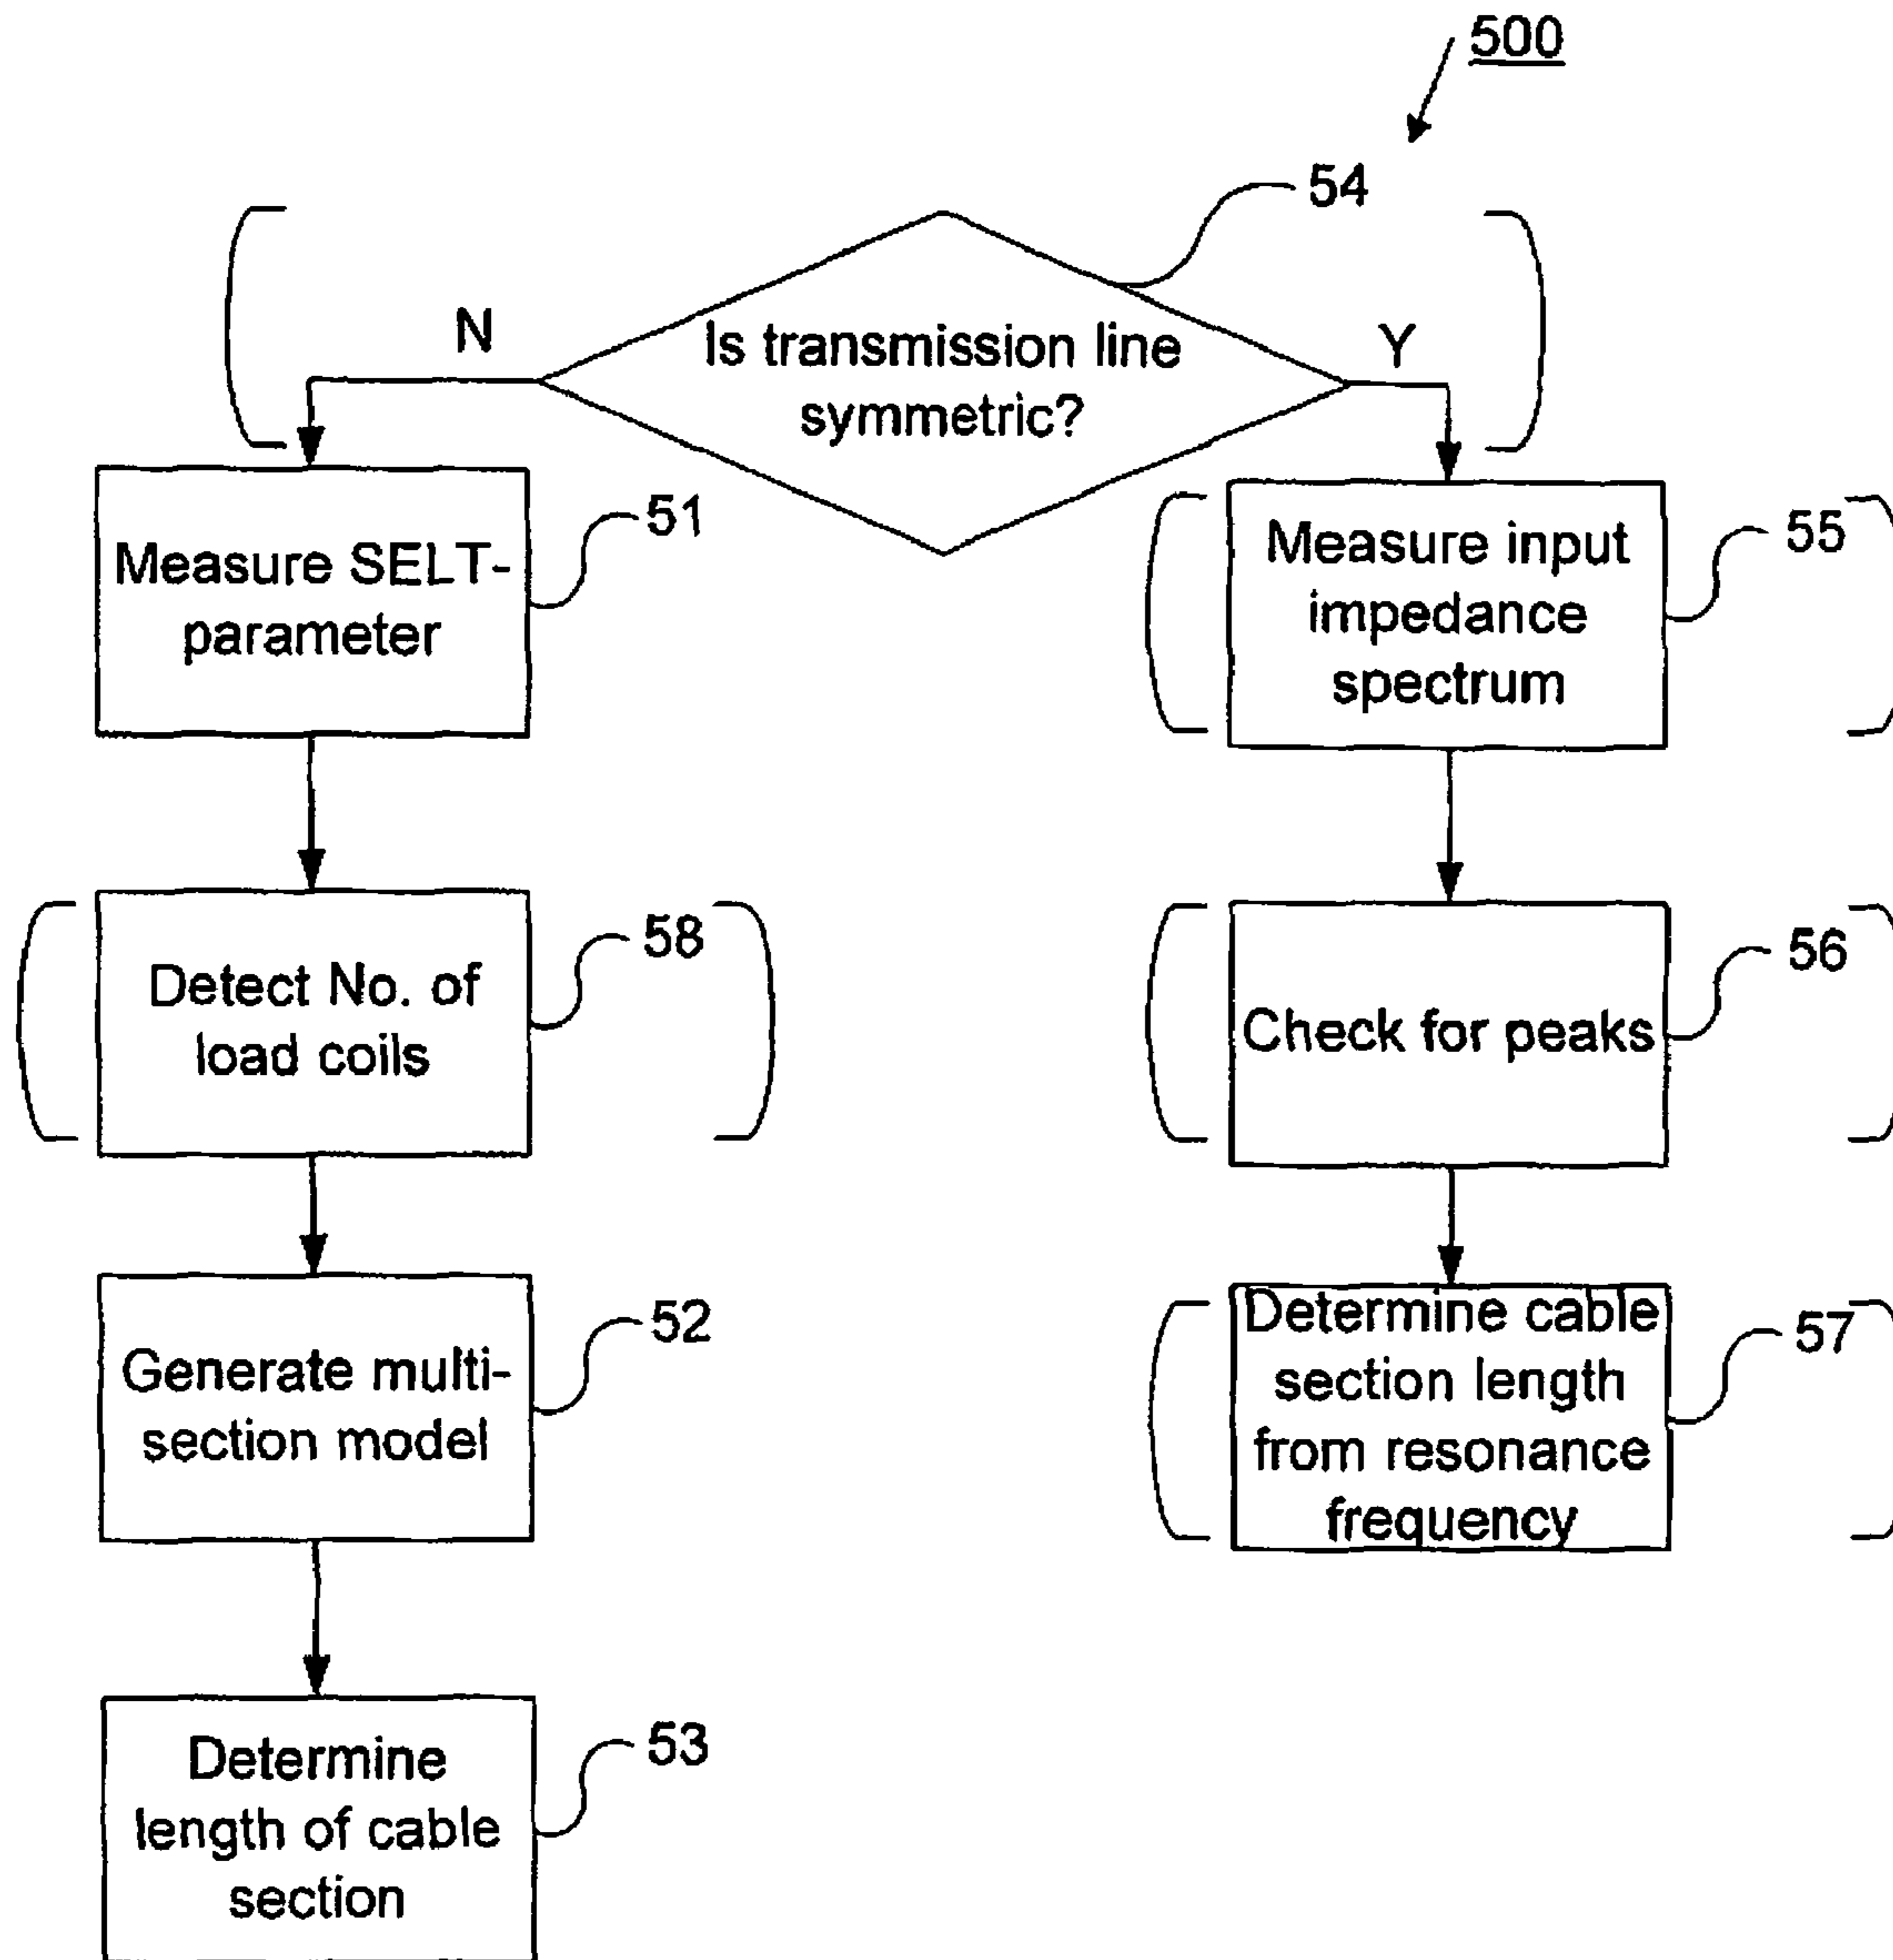 500
54
N
Is transmission line
symmetric?
Y
Measure SELT-
parameter
51
Measure input
impedance
spectrum
55
Detect No. of
load coils
58
Check for peaks
56
Generate multi-
section model
52
Determine cable
section length
from resonance
frequency
57
Determine
length of cable
section
53